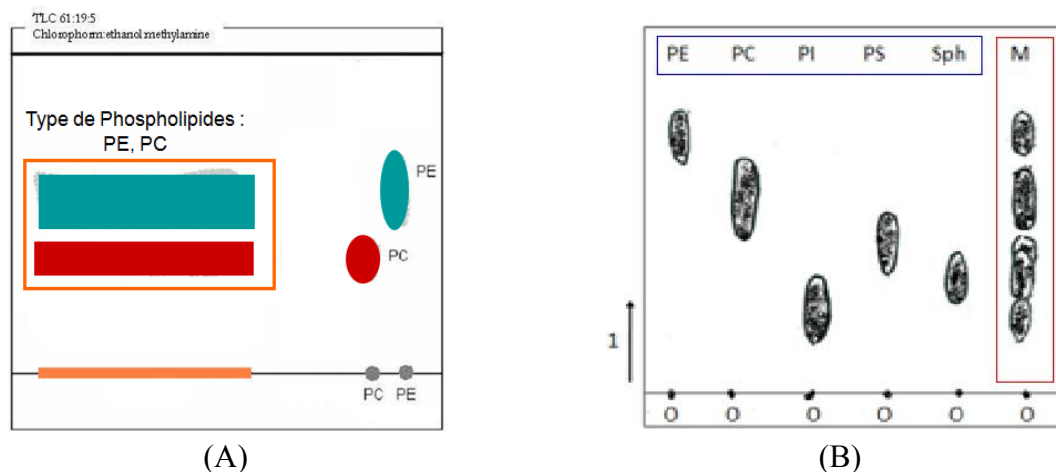 TLC 61:19:5
Chlorophorm:ethanol methylamine
Type de Phospholipides :
PE, PC
PE
PC
PC PE
(A)
PE PC PI PS Sph M
1
O O O O O O
(B)